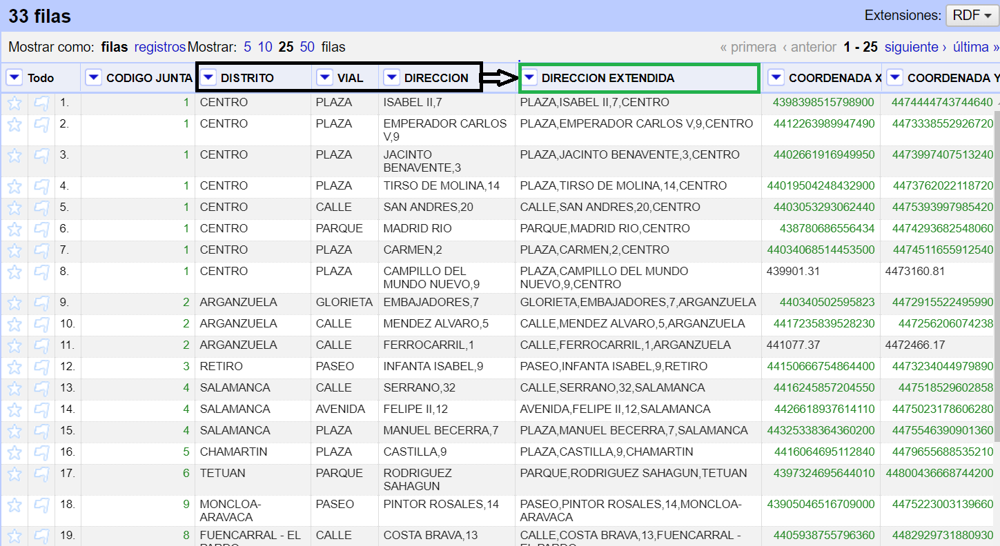 33 filas
Extensiones: RDF
Mostrar como: filas registros Mostrar: 5 10 25 50 filas
« primera ‹ anterior 1 - 25 siguiente › última »
Todo CODIGO JUNTA DISTRITO VIAL DIRECCION DIRECCION EXTENDIDA COORDENADA X COORDENADA Y
1. 1 CENTRO PLAZA ISABEL II,7 PLAZA,ISABEL II,7,CENTRO 4398398515798900 4474444743744640
2. 1 CENTRO PLAZA EMPERADOR CARLOS V,9 PLAZA,EMPERADOR CARLOS V,9,CENTRO 4412263989947490 4473338552926720
3. 1 CENTRO PLAZA JACINTO BENAVENTE,3 PLAZA,JACINTO BENAVENTE,3,CENTRO 4402661916949950 4473997407513240
4. 1 CENTRO PLAZA TIRSO DE MOLINA,14 PLAZA,TIRSO DE MOLINA,14,CENTRO 44019504248432900 4473762022118720
5. 1 CENTRO CALLE SAN ANDRES,20 CALLE,SAN ANDRES,20,CENTRO 4403053293062440 4475393997985420
6. 1 CENTRO PARQUE MADRID RIO PARQUE,MADRID RIO,CENTRO 438780686556434 4474293682548060
7. 1 CENTRO PLAZA CARMEN,2 PLAZA,CARMEN,2,CENTRO 44034068514453500 4474511655912540
8. 1 CENTRO PLAZA CAMPILLO DEL MUNDO NUEVO,9 PLAZA,CAMPILLO DEL MUNDO NUEVO,9,CENTRO 439901.31 4473160.81
9. 2 ARGANZUELA GLORIETA EMBAJADORES,7 GLORIETA,EMBAJADORES,7,ARGANZUELA 440340502595823 4472915522495990
10. 2 ARGANZUELA CALLE MENDEZ ALVARO,5 CALLE,MENDEZ ALVARO,5,ARGANZUELA 4417235839528230 447256206074238
11. 2 ARGANZUELA CALLE FERROCARRIL,1 CALLE,FERROCARRIL,1,ARGANZUELA 441077.37 4472466.17
12. 3 RETIRO PASEO INFANTA ISABEL,9 PASEO,INFANTA ISABEL,9,RETIRO 44150666754864400 4473234044979890
13. 4 SALAMANCA CALLE SERRANO,32 CALLE,SERRANO,32,SALAMANCA 4416245857204550 447518529602858
14. 4 SALAMANCA AVENIDA FELIPE II,12 AVENIDA,FELIPE II,12,SALAMANCA 4426618937614110 4475023178606280
15. 4 SALAMANCA PLAZA MANUEL BECERRA,7 PLAZA,MANUEL BECERRA,7,SALAMANCA 44325338364360200 4475546390901360
16. 5 CHAMARTIN PLAZA CASTILLA,9 PLAZA,CASTILLA,9,CHAMARTIN 4416064695112840 4479655688535210
17. 6 TETUAN PARQUE RODRIGUEZ SAHAGUN PARQUE,RODRIGUEZ SAHAGUN,TETUAN 4397324695644010 44800436668744200
18. 9 MONCLOA-ARAVACA PASEO PINTOR ROSALES,14 PASEO,PINTOR ROSALES,14,MONCLOA-ARAVACA 43905046516709000 4475223003139660
19. 8 FUENCARRAL - EL PARDO CALLE COSTA BRAVA,13 CALLE,COSTA BRAVA,13,FUENCARRAL - EL PARDO 4405938755796360 4482929731880930